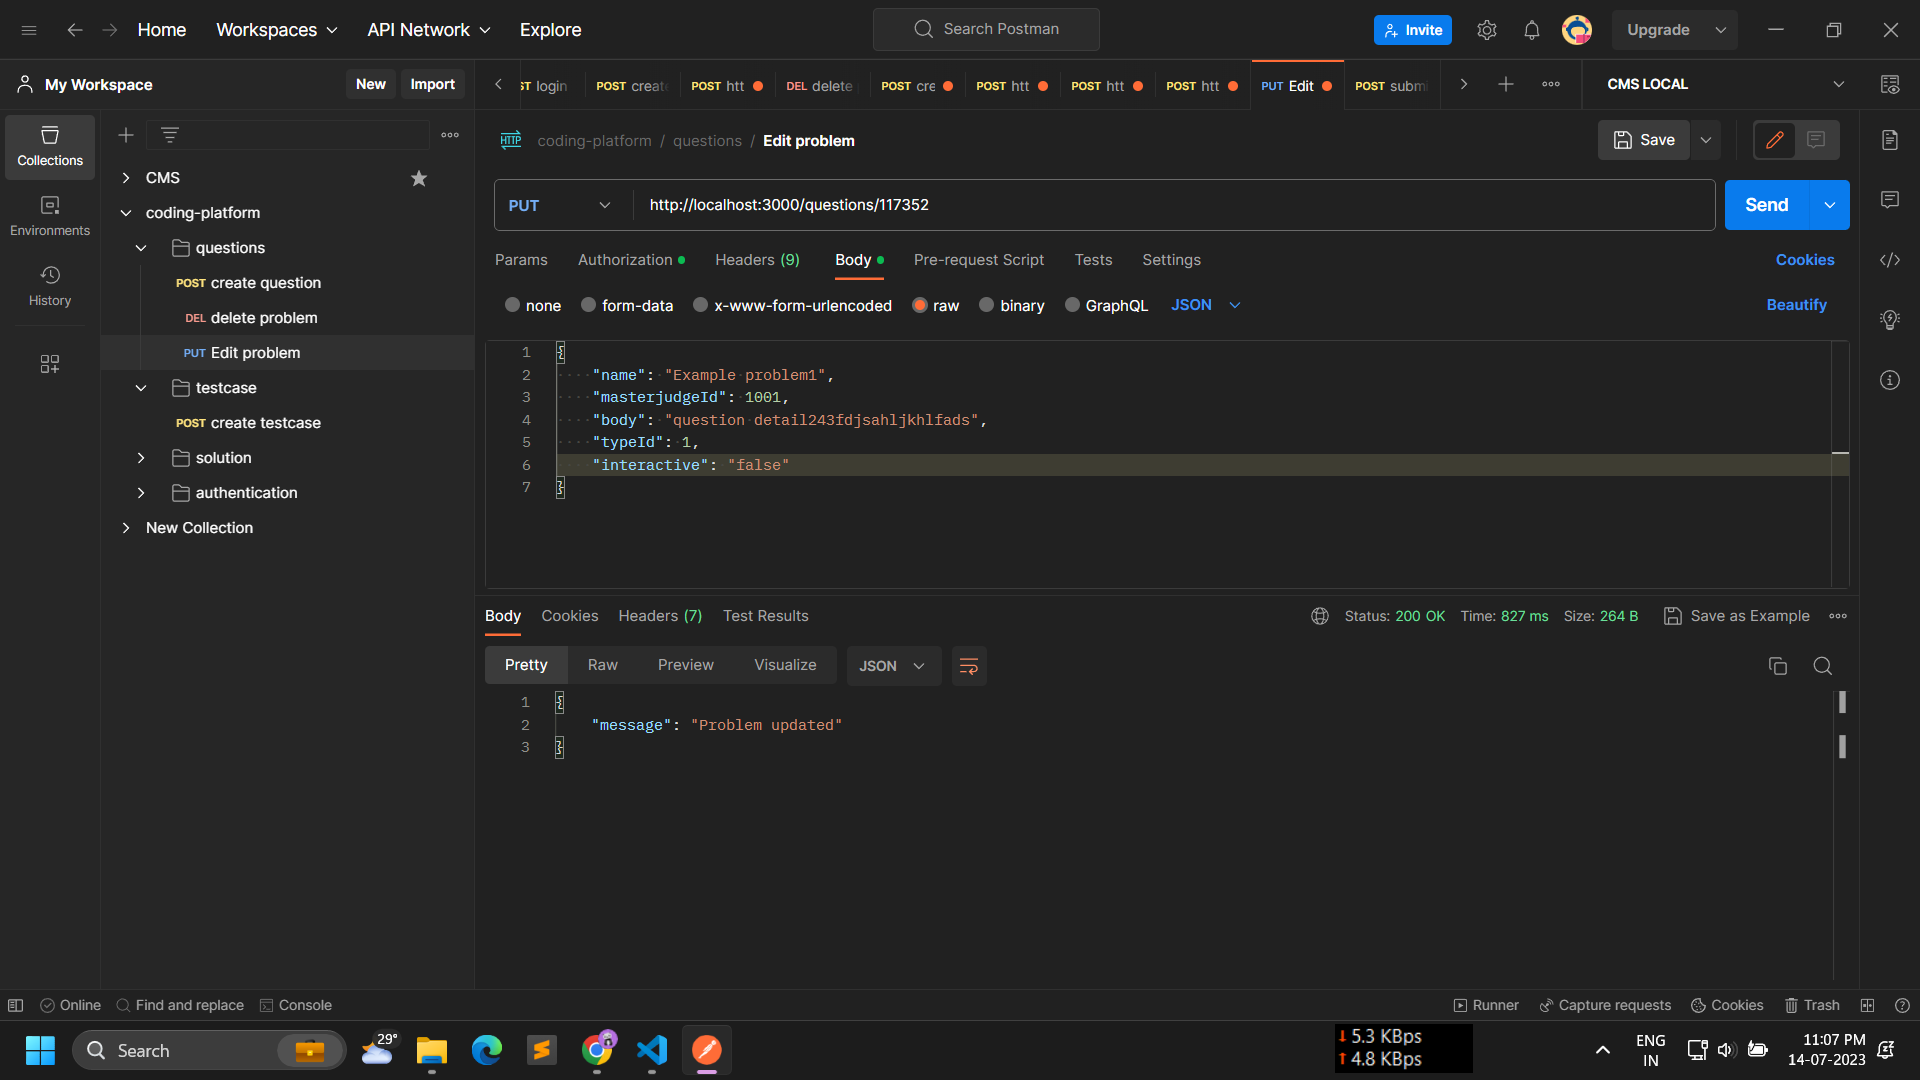 Home Workspaces API Network Explore Search Postman Invite Upgrade
My Workspace New Import
ST login POST create POST htt DEL delete POST cre POST htt POST htt POST htt PUT Edit POST subm CMS LOCAL
Collections
Environments
History
CMS
coding-platform
questions
POST create question
DEL delete problem
PUT Edit problem
testcase
POST create testcase
solution
authentication
New Collection
HTTP coding-platform / questions / Edit problem Save
PUT http://localhost:3000/questions/117352 Send
Params Authorization Headers (9) Body Pre-request Script Tests Settings Cookies
none form-data x-www-form-urlencoded raw binary GraphQL JSON Beautify
1 {
2 "name": "Example problem1",
3 "masterjudgeId": 1001,
4 "body": "question detail243fdjsahljkhlfads",
5 "typeId": 1,
6 "interactive": "false"
7 }
Body Cookies Headers (7) Test Results Status: 200 OK Time: 827 ms Size: 264 B Save as Example
Pretty Raw Preview Visualize JSON
1 {
2 "message": "Problem updated"
3 }
Online Find and replace Console Runner Capture requests Cookies Trash
Search 29°
↓ 5.3 KBps
↑ 4.8 KBps
ENG
IN
11:07 PM
14-07-2023